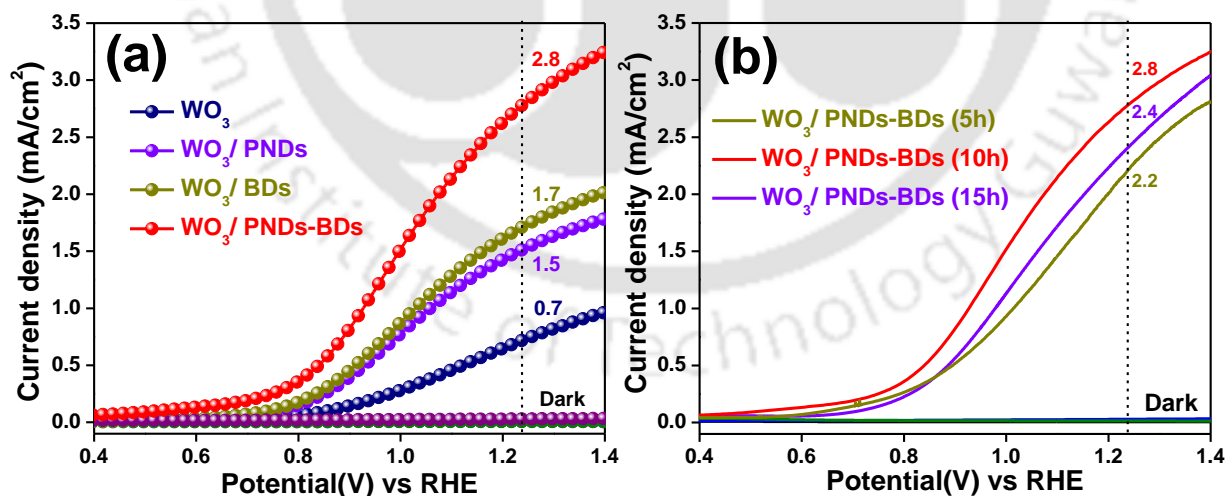 (a)
WO₃
WO₃/ PNDs
WO₃/ BDs
WO₃/ PNDs-BDs
2.8
1.7
1.5
0.7
Dark
3.5
3.0
2.5
2.0
1.5
1.0
0.5
0.0
0.4 0.6 0.8 1.0 1.2 1.4
Current density (mA/cm²)
Potential(V) vs RHE
(b)
WO₃/ PNDs-BDs (5h)
WO₃/ PNDs-BDs (10h)
WO₃/ PNDs-BDs (15h)
2.8
2.4
2.2
Dark
3.5
3.0
2.5
2.0
1.5
1.0
0.5
0.0
0.4 0.6 0.8 1.0 1.2 1.4
Current density (mA/cm²)
Potential(V) vs RHE
Institute of Technology